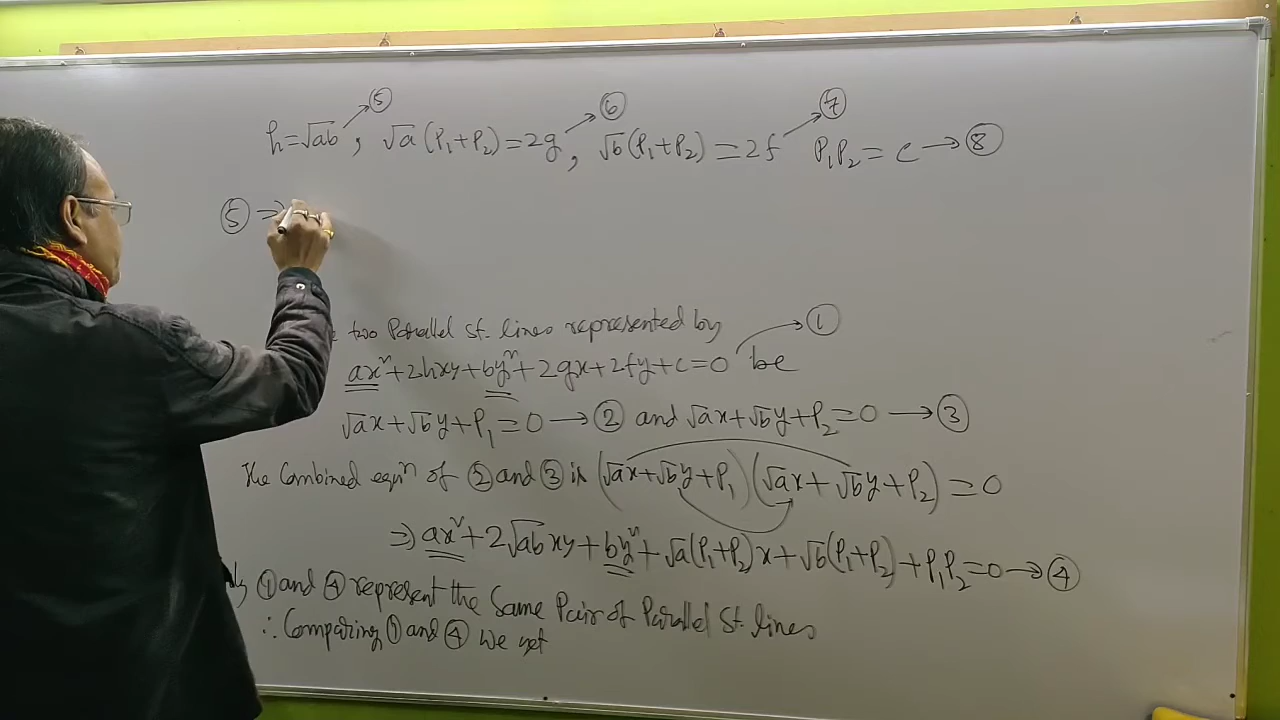 h=√ab → ⑤, √a(P₁+P₂)=2g → ⑥, √b(P₁+P₂)=2f → ⑦ P₁P₂=c → ⑧
⑤ ⇒
two Parallel St. lines represented by
ax²+2hxy+by²+2gx+2fy+c=0 → ① be
√ax+√by+P₁=0 → ② and √ax+√by+P₂=0 → ③
The Combined eqⁿ of ② and ③ is (√ax+√by+P₁)(√ax+√by+P₂)=0
⇒ ax²+2√ab xy+by²+√a(P₁+P₂)x+√b(P₁+P₂)+P₁P₂=0 → ④
① and ④ represent the Same Pair of Parallel St. lines
∴ Comparing ① and ④ we get